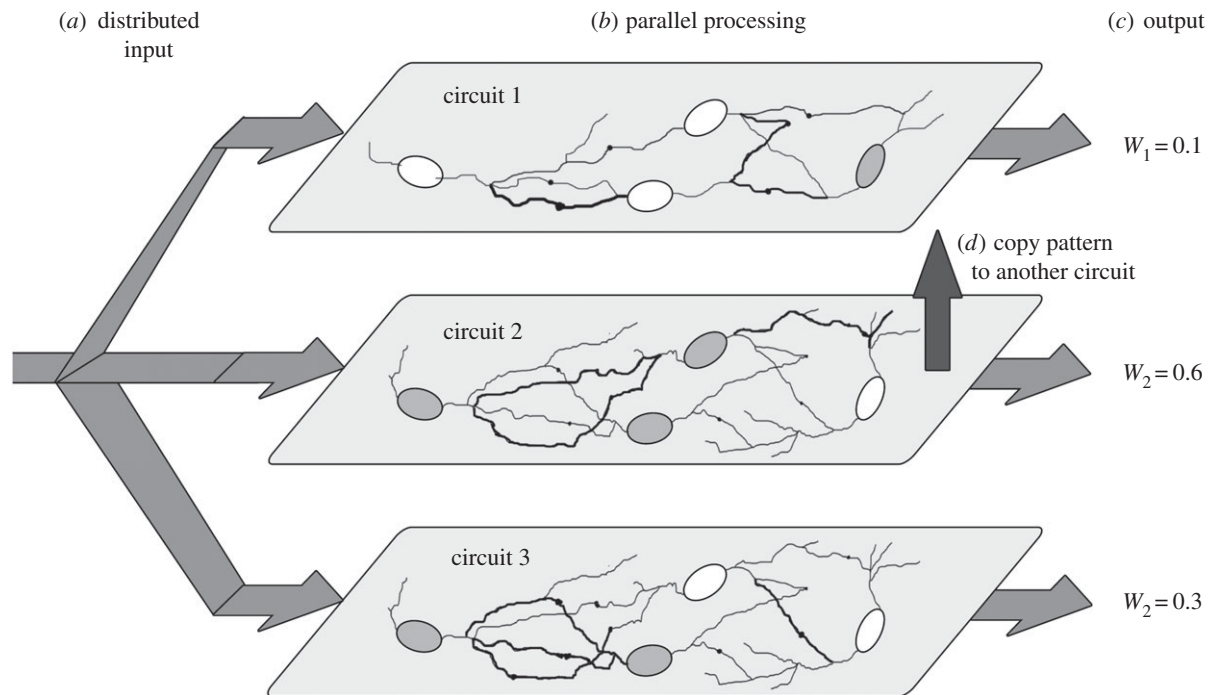 (a) distributed
input
(b) parallel processing
(c) output
circuit 1
W1 = 0.1
(d) copy pattern
to another circuit
circuit 2
W2 = 0.6
circuit 3
W2 = 0.3